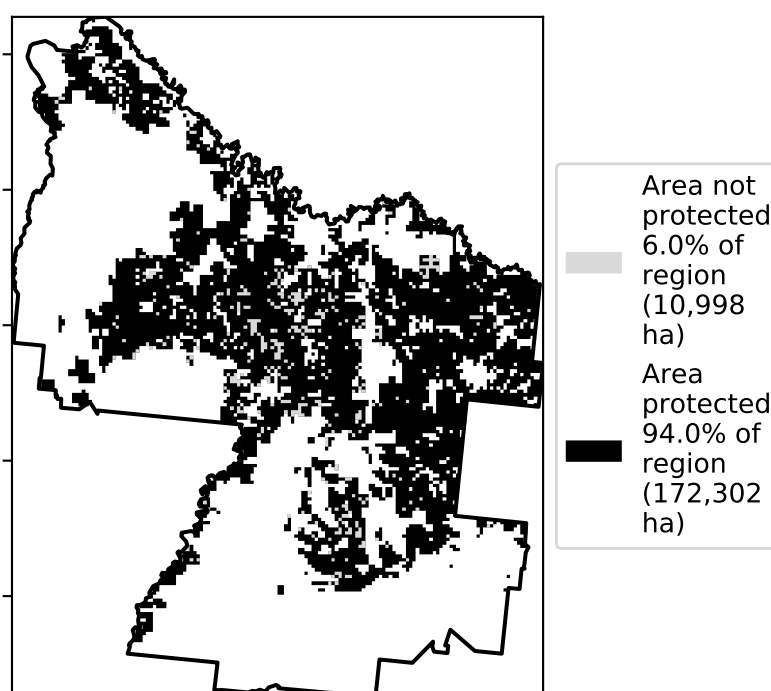 Area not
protected
6.0% of
region
(10,998
ha)
Area
protected
94.0% of
region
(172,302
ha)